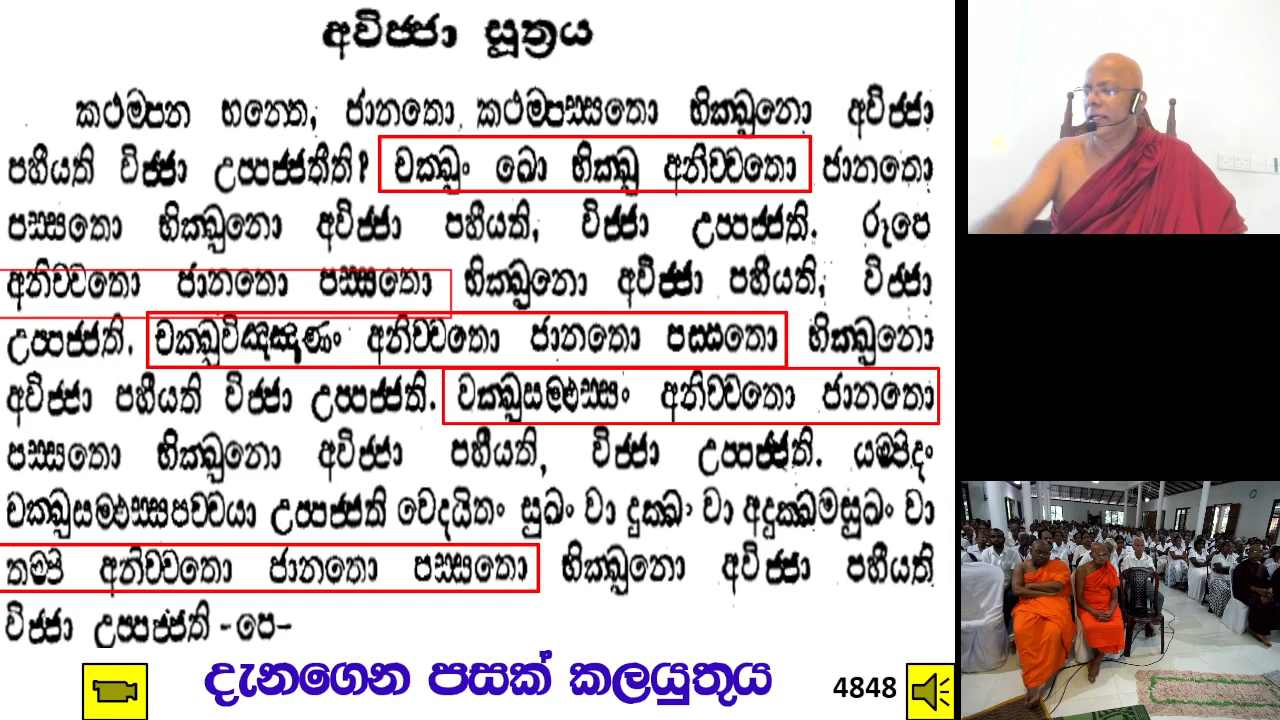 අවිජ්ජා සූත්‍රය
කථම්පන භන්තෙ, ජානතො කථම්පස්සතො භික්ඛුනො අවිජ්ජා
පහීයති විජ්ජා උප්පජ්ජතීති? චක්ඛුං ඛො භික්ඛු අනිච්චතො ජානතො
පස්සතො භික්ඛුනො අවිජ්ජා පහීයති, විජ්ජා උප්පජ්ජති. රූපෙ
අනිච්චතො ජානතො පස්සතො භික්ඛුනො අවිජ්ජා පහීයති, විජ්ජා
උප්පජ්ජති. චක්ඛුවිඤ්ඤණං අනිච්චතො ජානතො පස්සතො භික්ඛුනො
අවිජ්ජා පහීයති විජ්ජා උප්පජ්ජති. චක්ඛුසම්ඵස්සං අනිච්චතො ජානතො
පස්සතො භික්ඛුනො අවිජ්ජා පහීයති, විජ්ජා උප්පජ්ජති. යම්පිදං
චක්ඛුසම්ඵස්සපච්චයා උප්පජ්ජති වෙදයිතං සුඛං වා දුක්ඛං වා අදුක්ඛමසුඛං වා
තම්පි අනිච්චතො ජානතො පස්සතො භික්ඛුනො අවිජ්ජා පහීයති
විජ්ජා උප්පජ්ජති -පෙ-
දැනගෙන පසක් කලයුතුය
4848